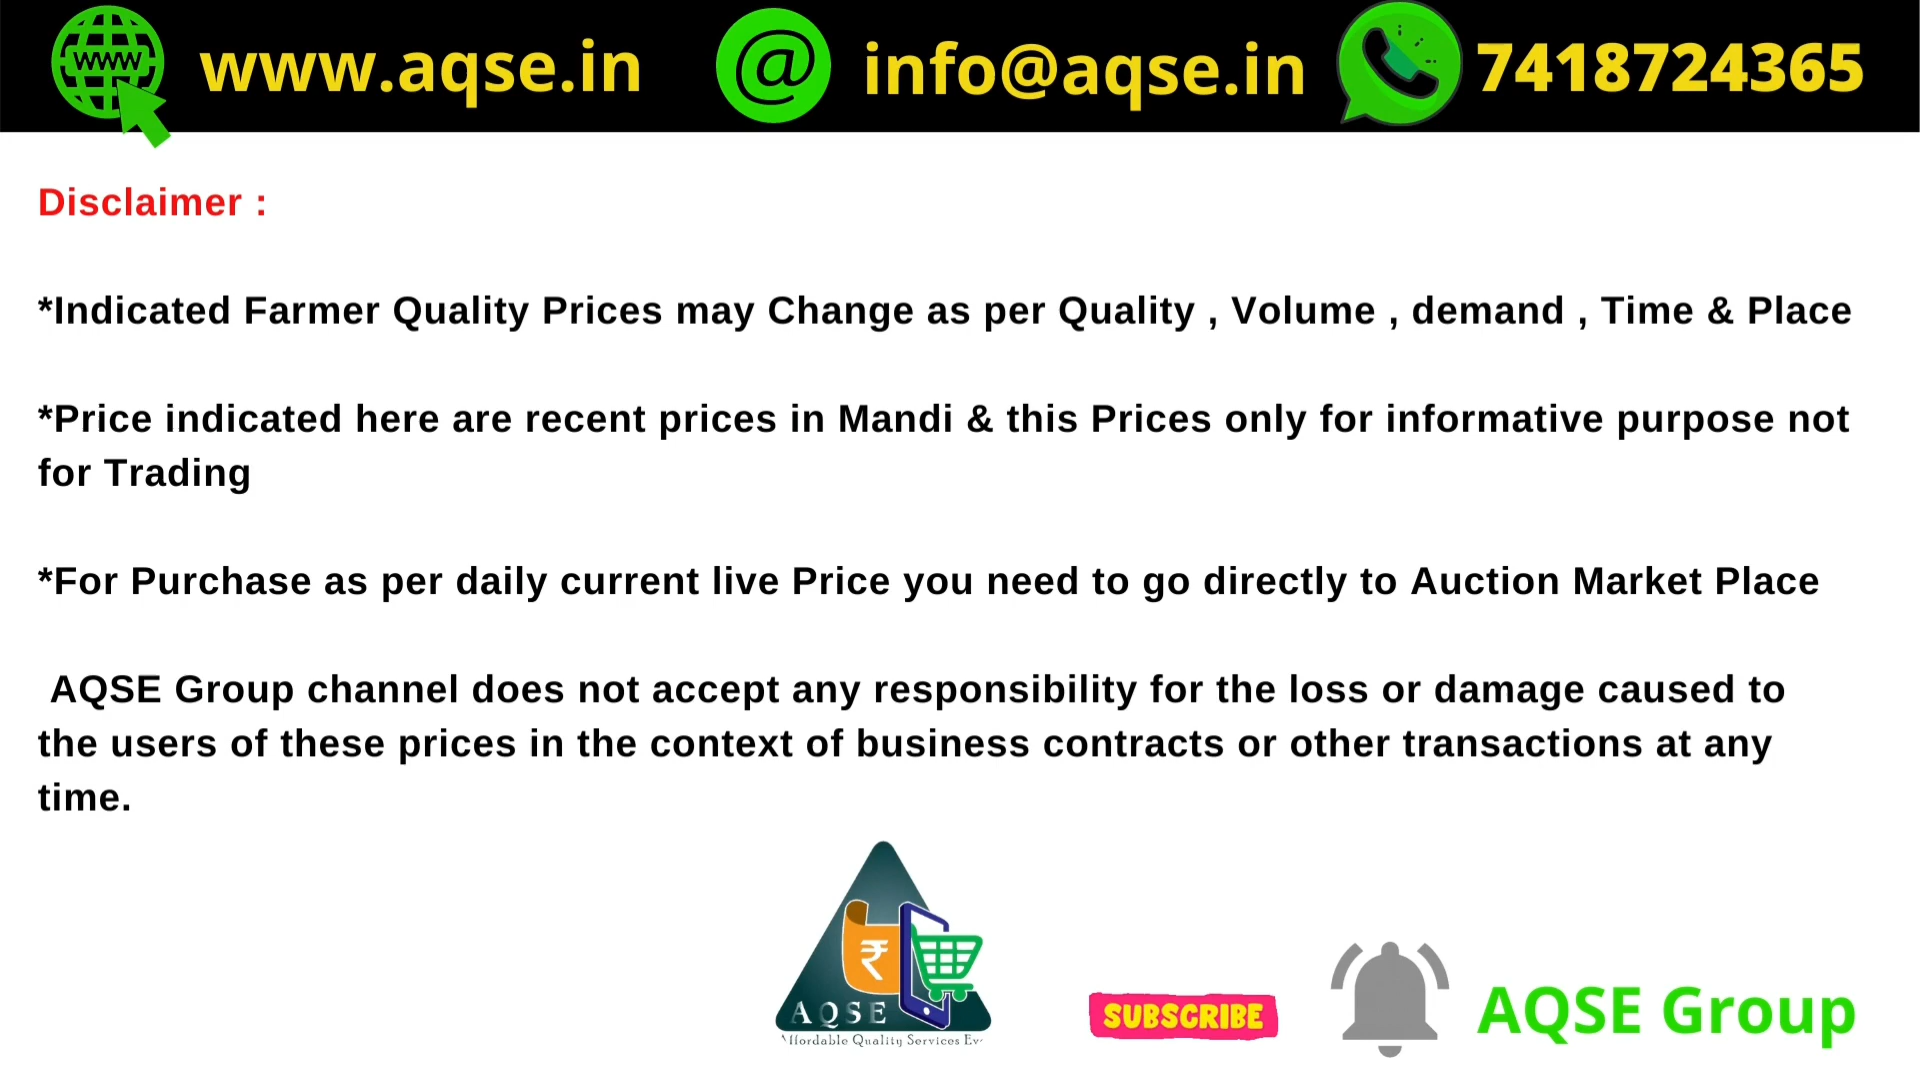 www
www.aqse.in
@
info@aqse.in
7418724365
Disclaimer :
*Indicated Farmer Quality Prices may Change as per Quality , Volume , demand , Time & Place
*Price indicated here are recent prices in Mandi & this Prices only for informative purpose not
for Trading
*For Purchase as per daily current live Price you need to go directly to Auction Market Place
AQSE Group channel does not accept any responsibility for the loss or damage caused to
the users of these prices in the context of business contracts or other transactions at any
time.
₹
AQSE
Quality Services
SUBSCRIBE
AQSE Group